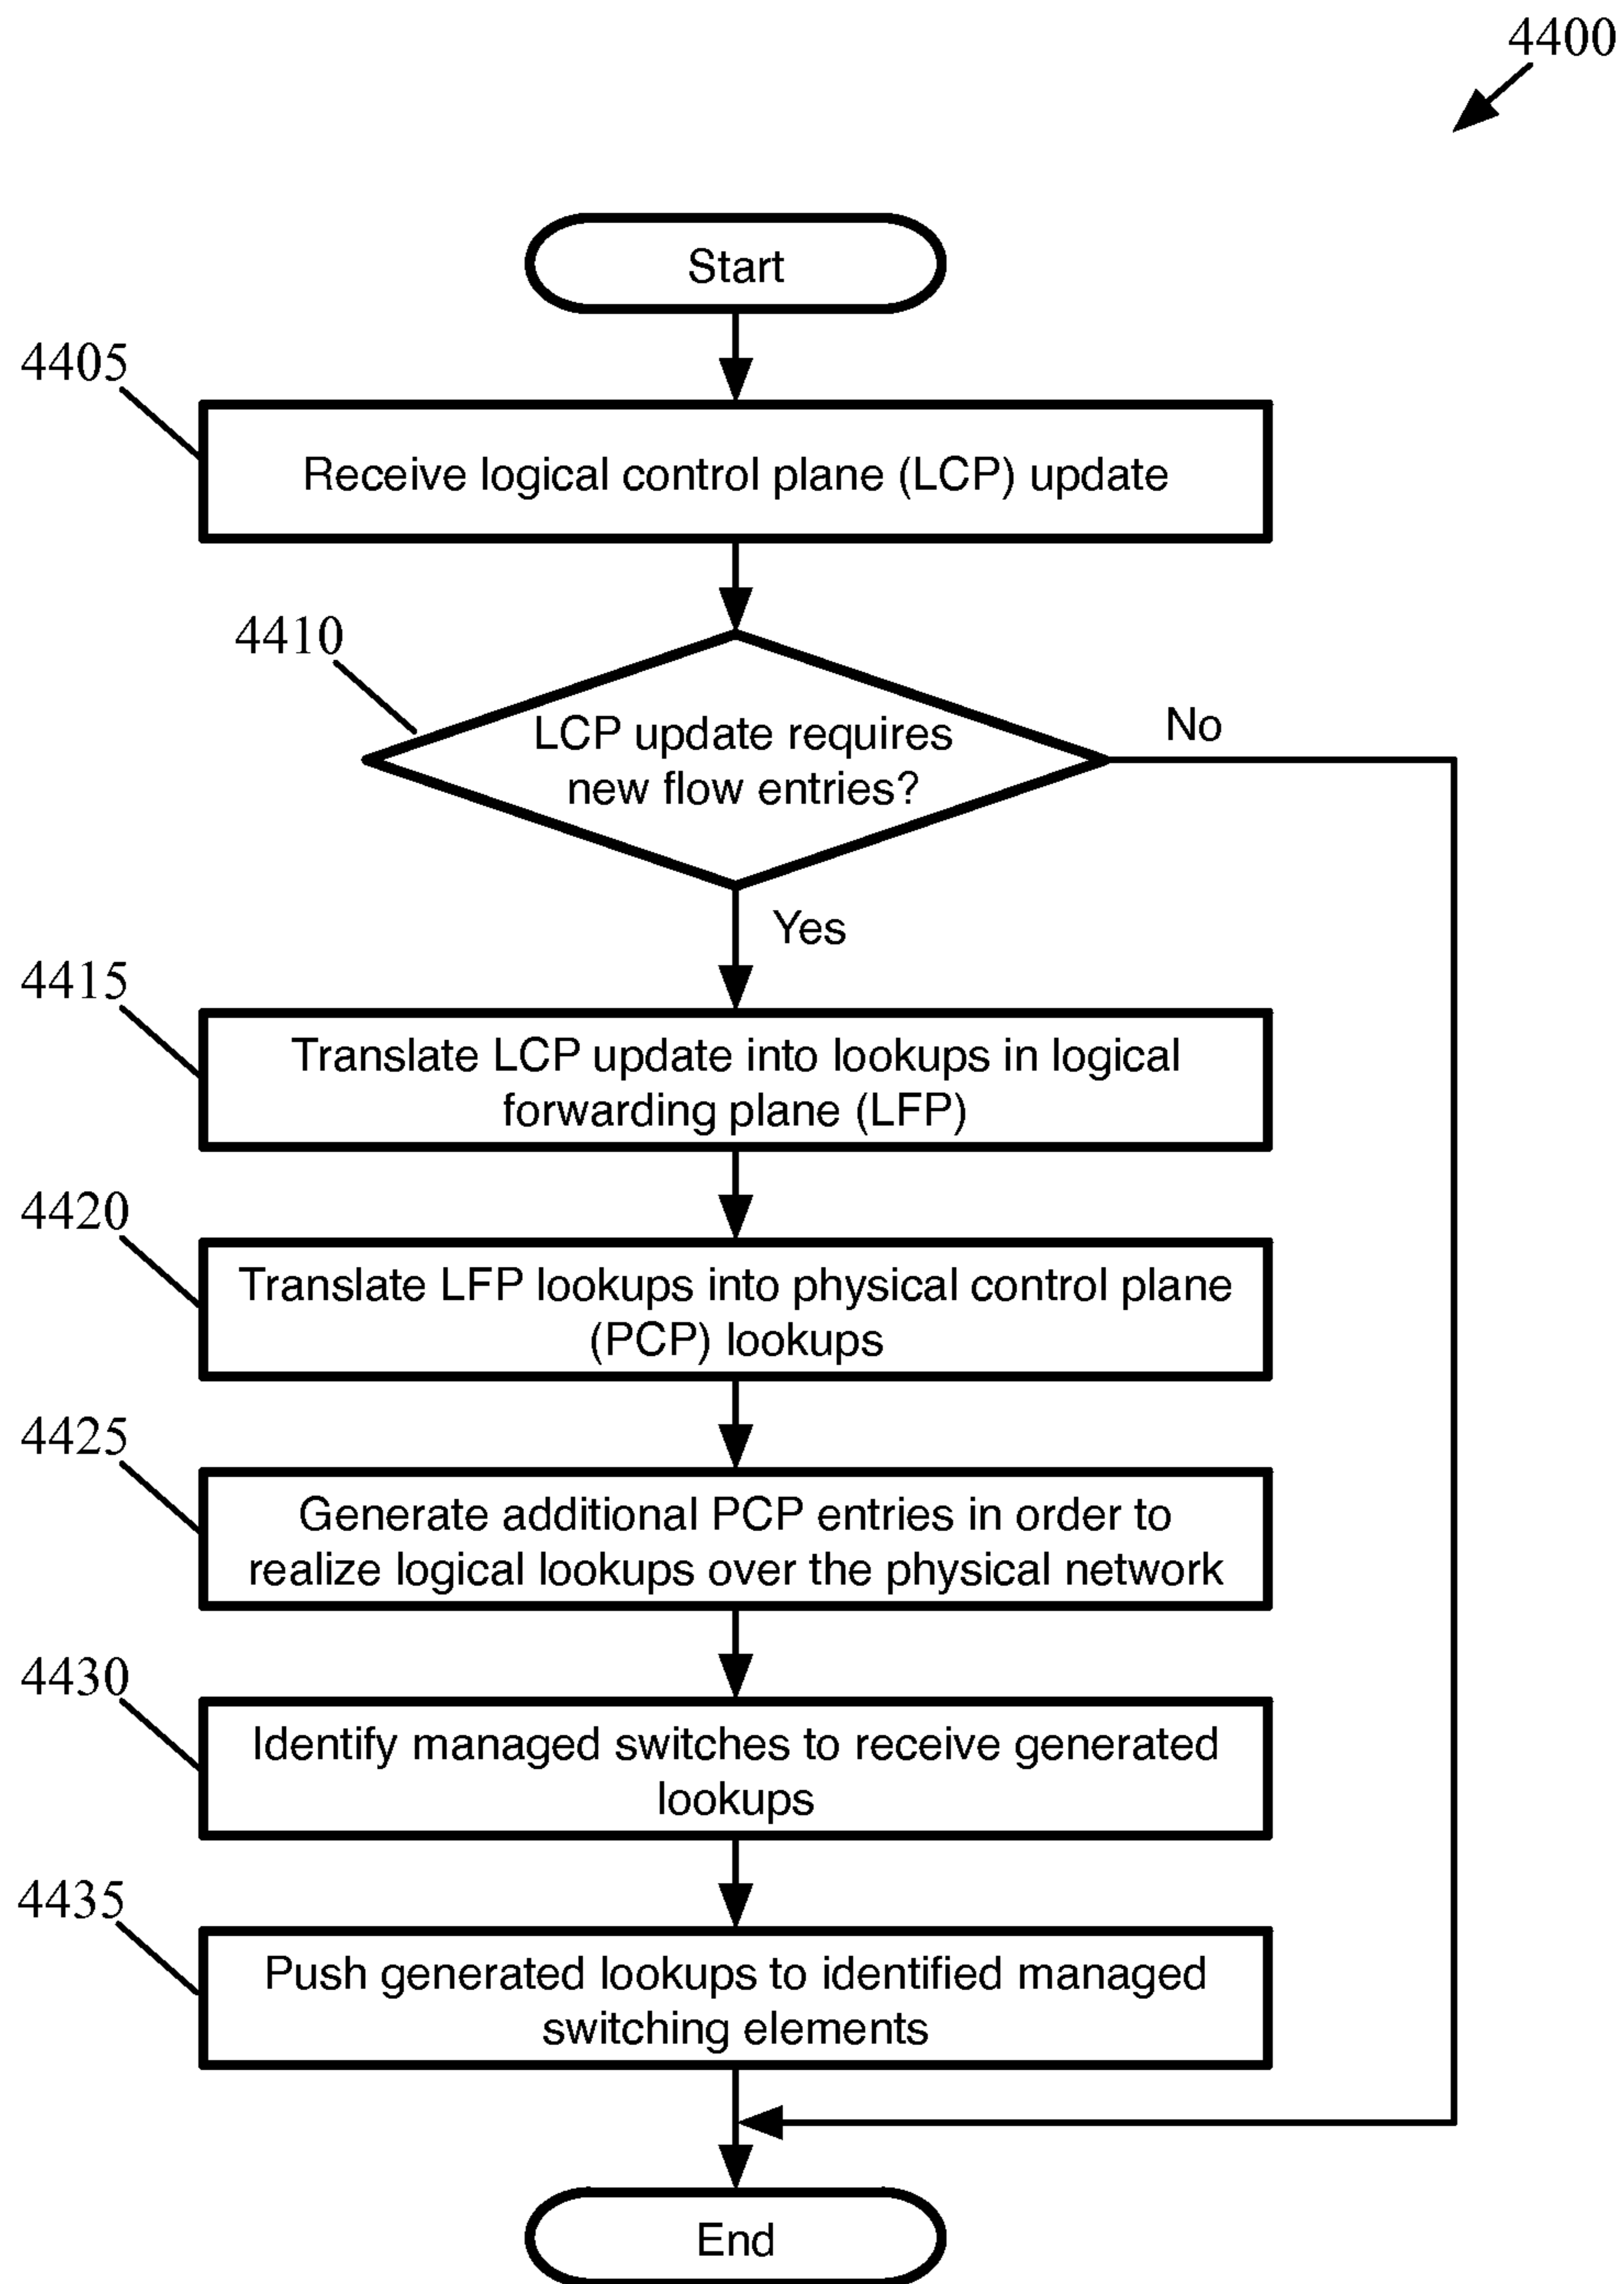 4400
Start
4405
Receive logical control plane (LCP) update
4410
LCP update requires
new flow entries?
No
Yes
4415
Translate LCP update into lookups in logical
forwarding plane (LFP)
4420
Translate LFP lookups into physical control plane
(PCP) lookups
4425
Generate additional PCP entries in order to
realize logical lookups over the physical network
4430
Identify managed switches to receive generated
lookups
4435
Push generated lookups to identified managed
switching elements
End